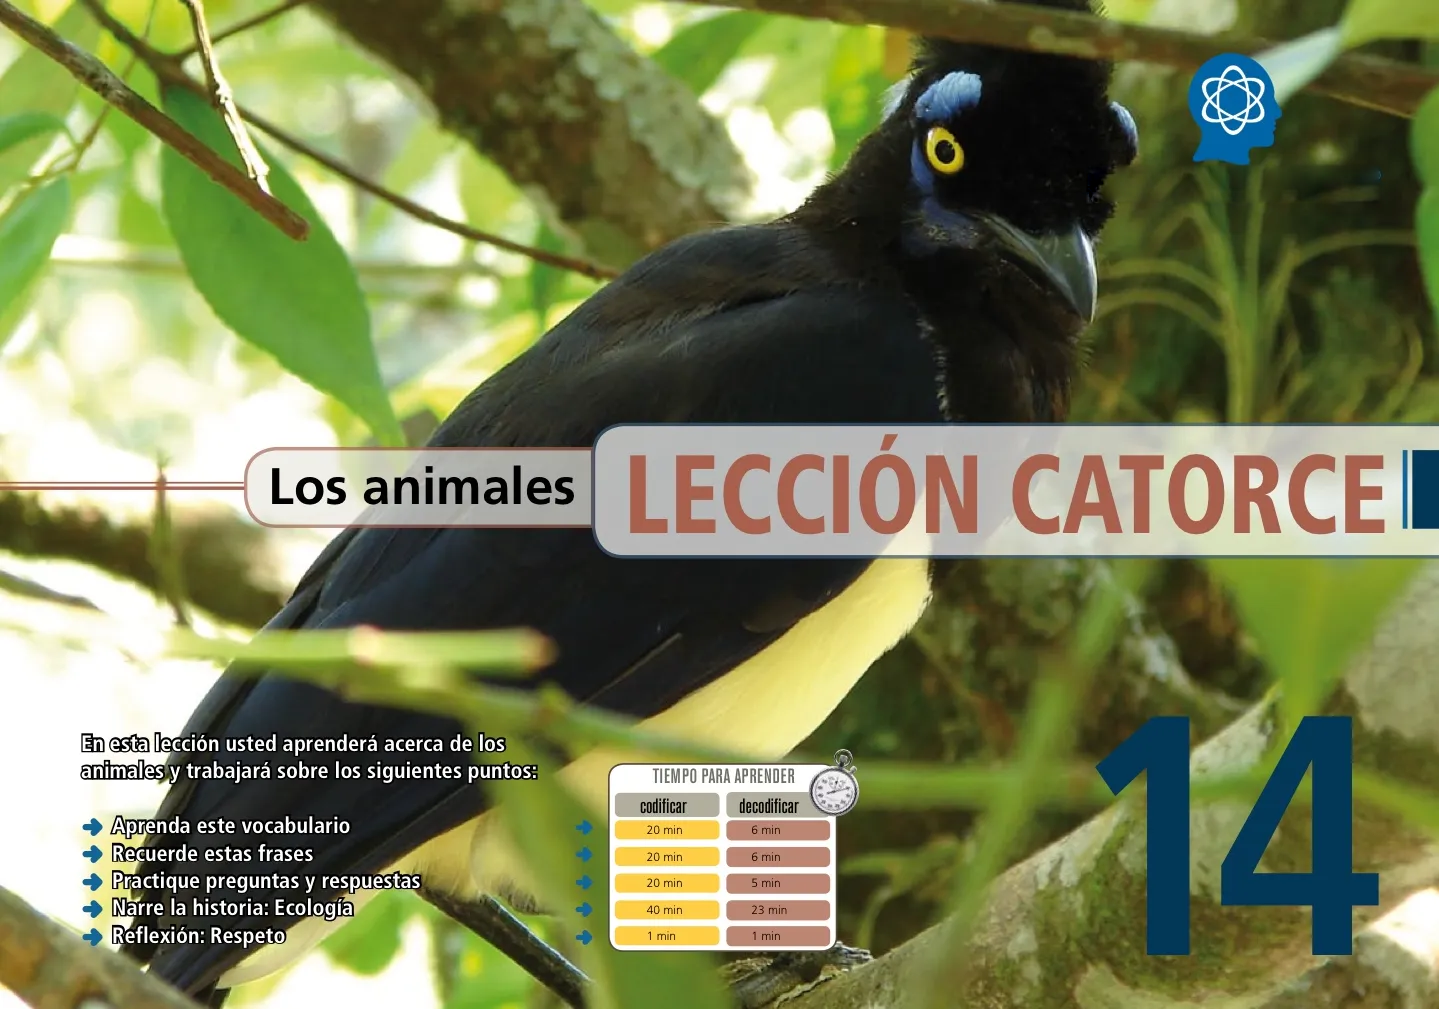 Los animales
LECCIÓN CATORCE
En esta lección usted aprenderá acerca de los
animales y trabajará sobre los siguientes puntos:
Aprenda este vocabulario
Recuerde estas frases
Practique preguntas y respuestas
Narre la historia: Ecología
Reflexión: Respeto
TIEMPO PARA APRENDER
codificar decodificar
20 min 6 min
20 min 6 min
20 min 5 min
40 min 23 min
1 min 1 min
14